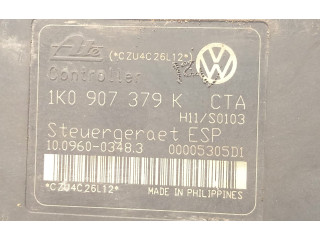 Ate (*CZU4C26L12*)
Controller
1K0 907 379 K CTA
H11/S0103
Steuergeraet ESP
10.0960-0348.3 00005305D1
*CZU4C26L12* MADE IN PHILIPPINES